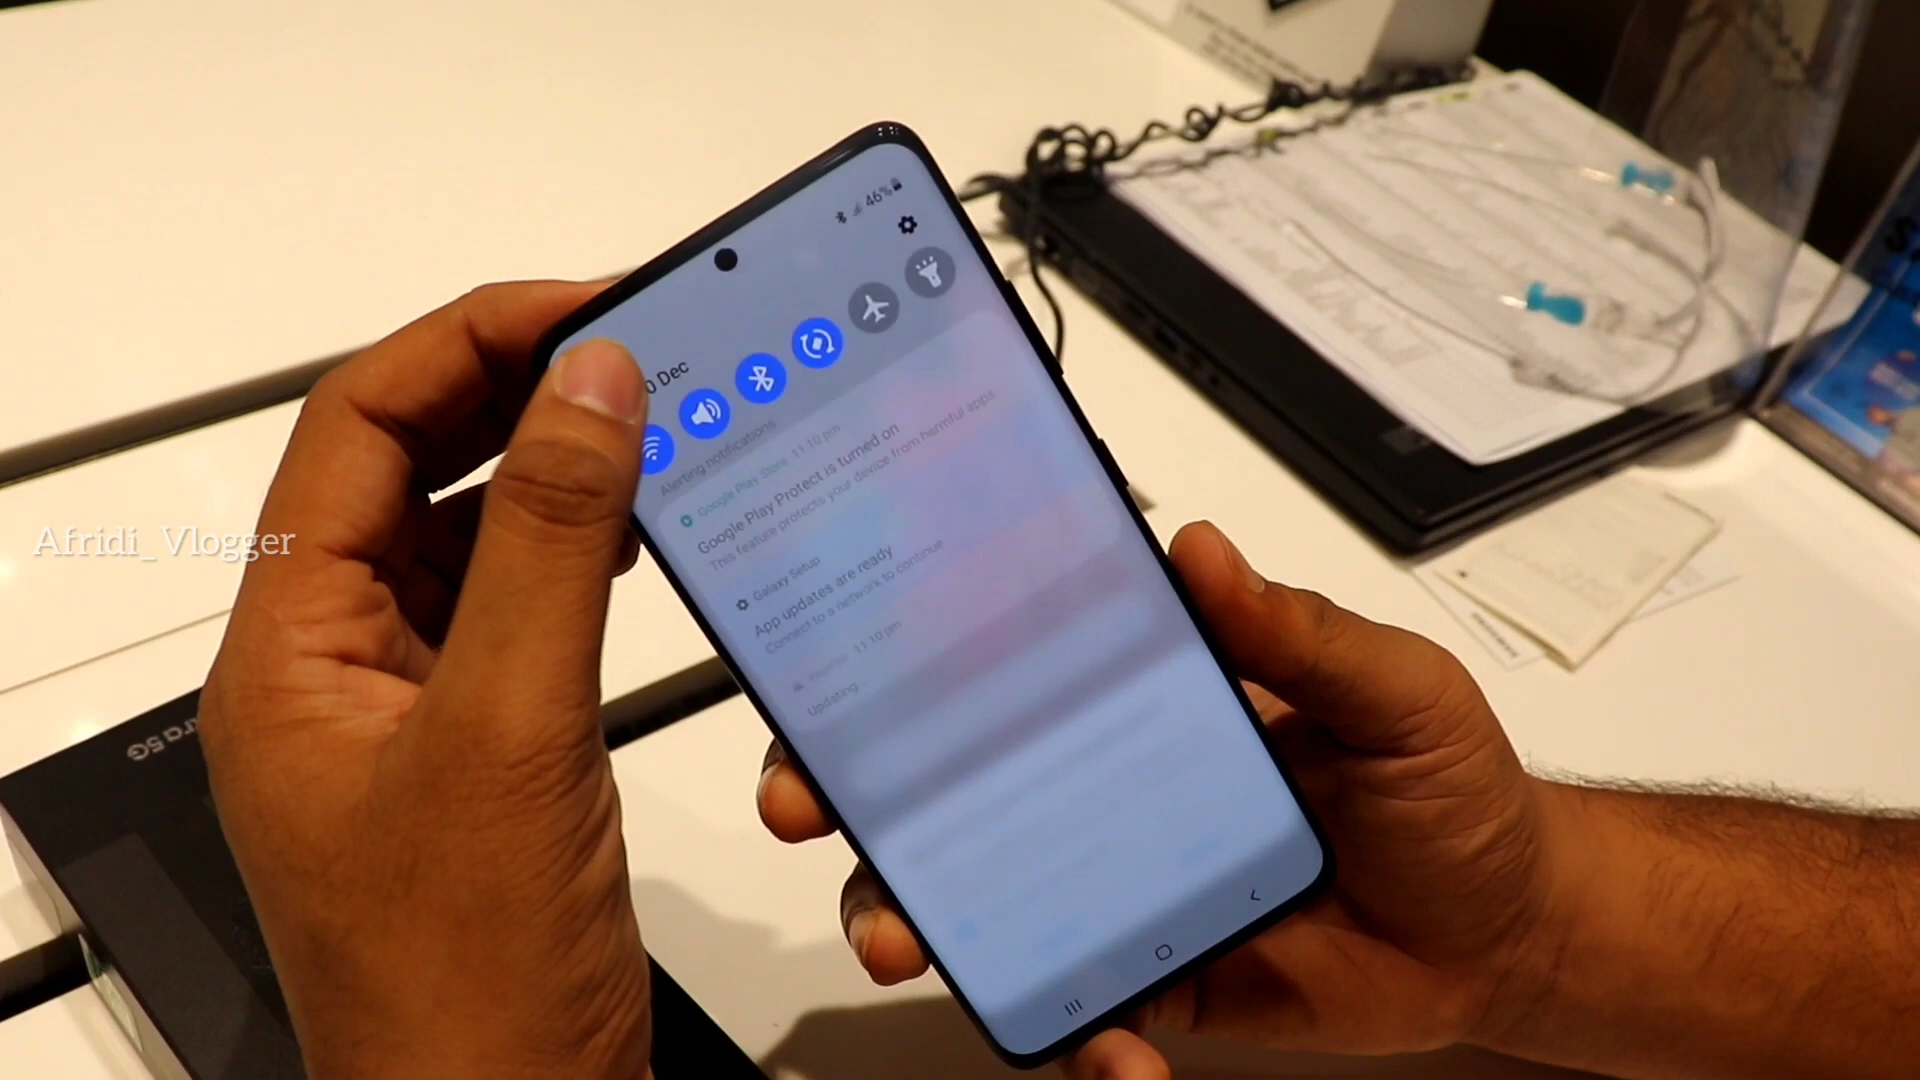 46%
0 Dec
Alerting notifications
Google Play Store 11:10 pm
Google Play Protect is turned on
This feature protects your device from harmful apps
Galaxy Setup
App updates are ready
Connect to a network to continue
Weather 11:10 pm
Updating
Afridi_Vlogger
tra 5G